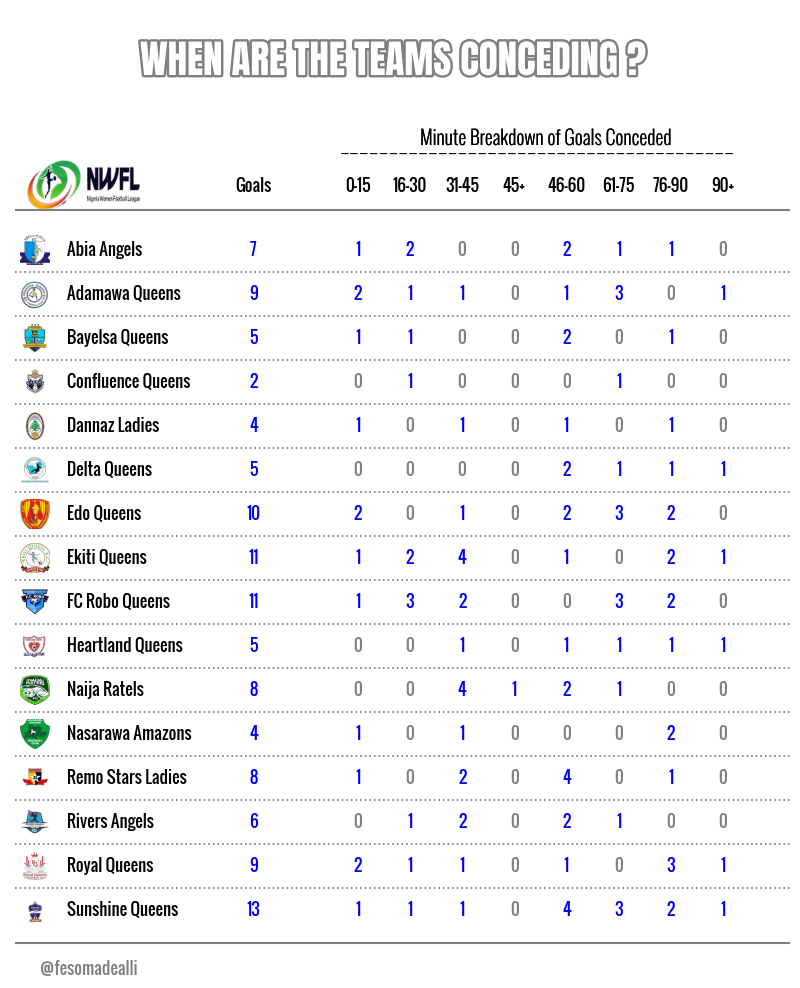 WHEN ARE THE TEAMS CONCEDING ?
Minute Breakdown of Goals Conceded
NWFL
Nigeria Women Football League
Goals 0-15 16-30 31-45 45+ 46-60 61-75 76-90 90+
Abia Angels 7 1 2 0 0 2 1 1 0
Adamawa Queens 9 2 1 1 0 1 3 0 1
Bayelsa Queens 5 1 1 0 0 2 0 1 0
Confluence Queens 2 0 1 0 0 0 1 0 0
Dannaz Ladies 4 1 0 1 0 1 0 1 0
Delta Queens 5 0 0 0 0 2 1 1 1
Edo Queens 10 2 0 1 0 2 3 2 0
Ekiti Queens 11 1 2 4 0 1 0 2 1
FC Robo Queens 11 1 3 2 0 0 3 2 0
Heartland Queens 5 0 0 1 0 1 1 1 1
Naija Ratels 8 0 0 4 1 2 1 0 0
Nasarawa Amazons 4 1 0 1 0 0 0 2 0
Remo Stars Ladies 8 1 0 2 0 4 0 1 0
Rivers Angels 6 0 1 2 0 2 1 0 0
Royal Queens 9 2 1 1 0 1 0 3 1
Sunshine Queens 13 1 1 1 0 4 3 2 1
@fesomadealli